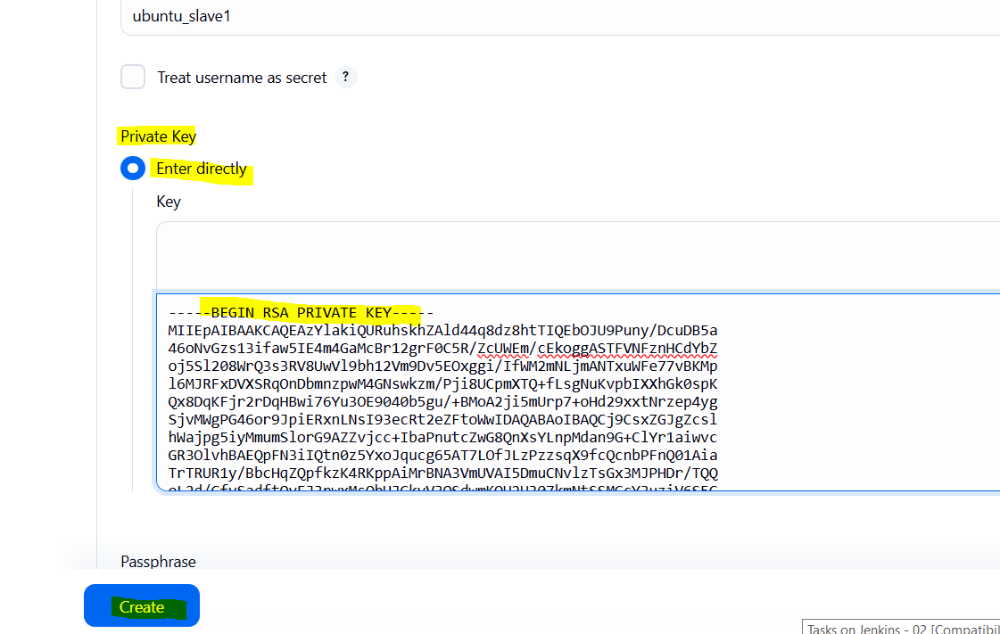 ubuntu_slave1
Treat username as secret ?
Private Key
Enter directly
Key
-----BEGIN RSA PRIVATE KEY-----
MIIEpAIBAAKCAQEAzYlakiQURuhskhZAld44q8dz8htTIQEbOJU9Puny/DcuDB5a
46oNvGzs13ifaw5IE4m4GaMcBr12grF0C5R/ZcUWEm/cEkoggASTFVNFznHCdYbZ
oj5Sl208WrQ3s3RV8UwVl9bh12Vm9Dv5EOxggi/IfWM2mNLjmANTxuWFe77vBKMp
l6MJRFxDVXSRqOnDbmnzpwM4GNswkzm/Pji8UCpmXTQ+fLsgNuKvpbIXXhGk0spK
Qx8DqKFjr2rDqHBwi76Yu3OE9040b5gu/+BMoA2ji5mUrp7+oHd29xxtNrzep4yg
SjvMWgPG46or9JpiERxnLNsI93ecRt2eZFtoWwIDAQABAoIBAQCj9CsxZGJgZcsl
hWajpg5iyMmumSlorG9AZZvjcc+IbaPnutcZwG8QnXsYLnpMdan9G+ClYr1aiwvc
GR3OlvhBAEQpFN3iIQtn0z5YxoJqucg65AT7LOfJLzPzzsqX9fcQcnbPFnQ01Aia
TrTRUR1y/BbcHqZQpfkzK4RKppAiMrBNA3VmUVAI5DmuCNvlzTsGx3MJPHDr/TQQ
Passphrase
Create
Tasks on Jenkins - 02